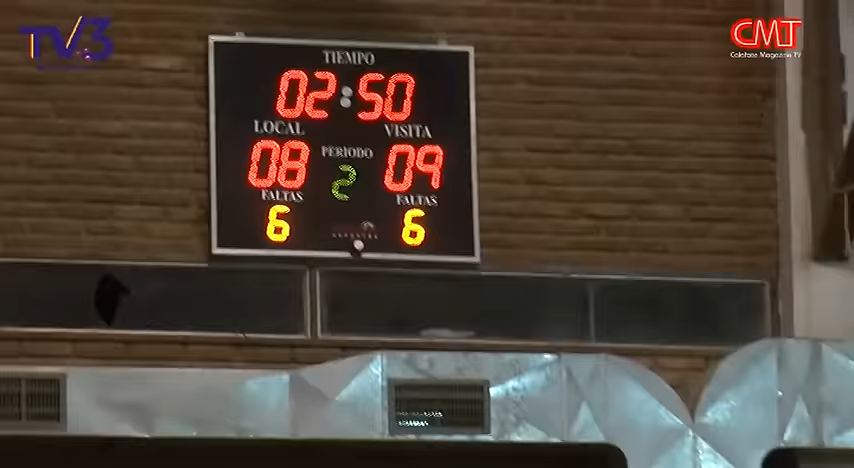 TV3
CMT
Calafate Magazine TV
TIEMPO
02:50
LOCAL VISITA
08 PERIODO 09
2
FALTAS FALTAS
6 6